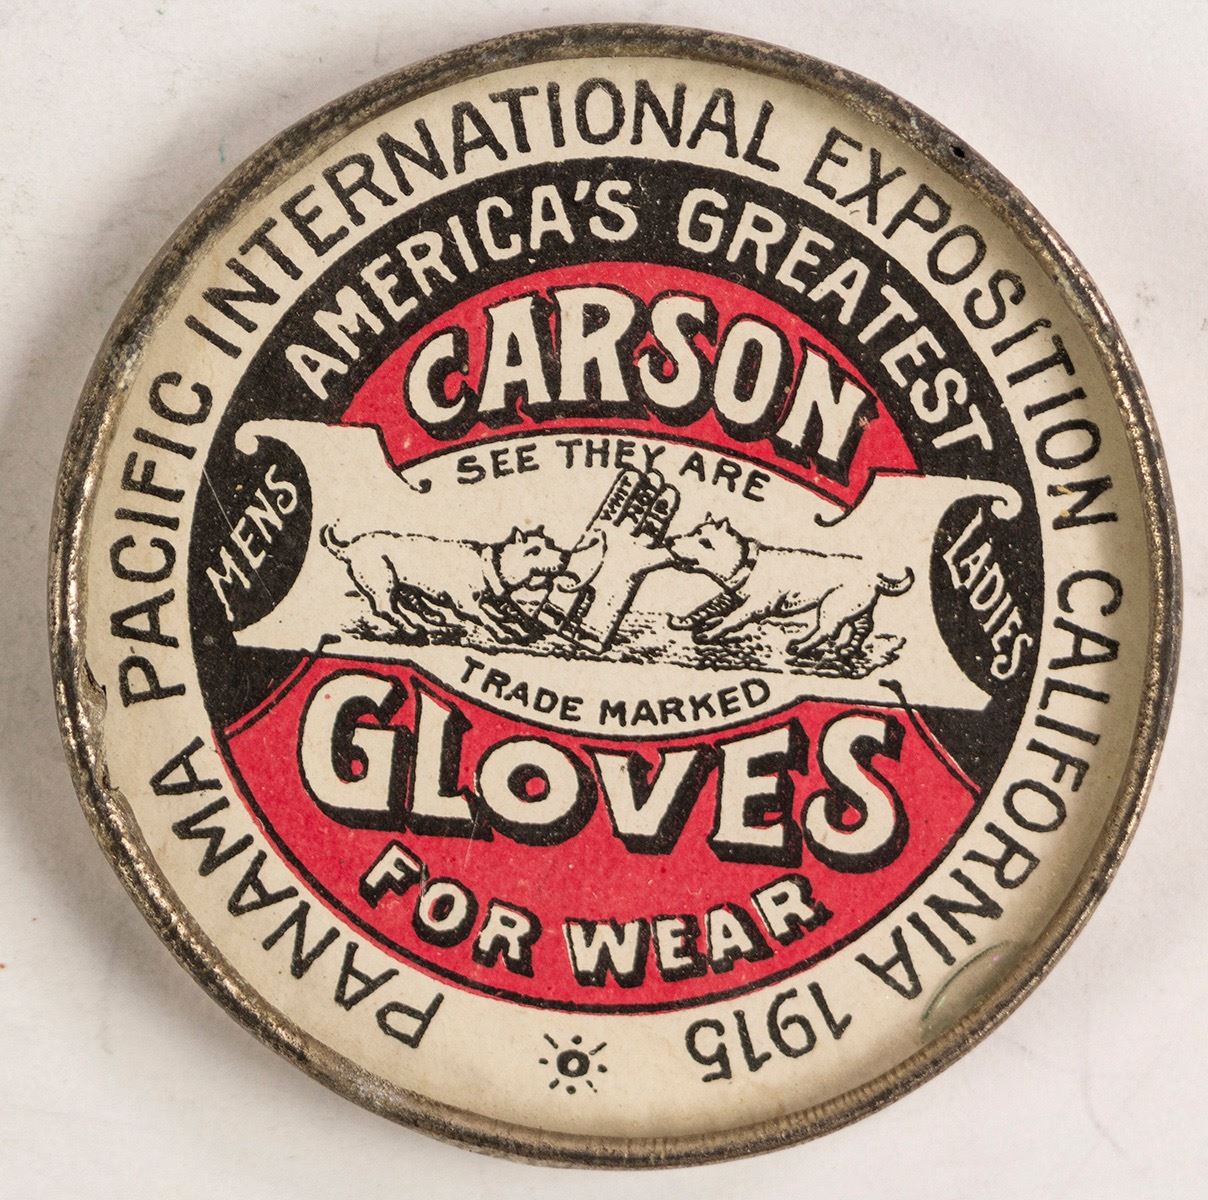 PANAMA PACIFIC INTERNATIONAL EXPOSITION CALIFORNIA 1915
AMERICA'S GREATEST
CARSON
SEE THEY ARE
MENS
LADIES
TRADE MARKED
GLOVES
FOR WEAR